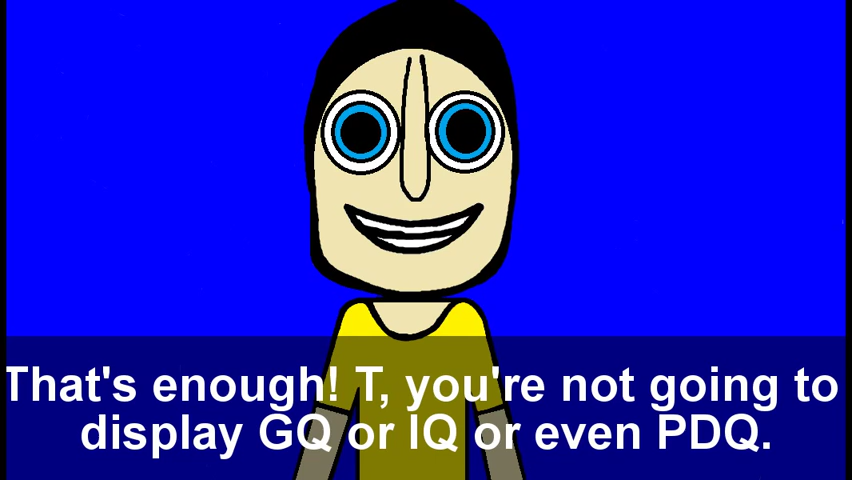 That's enough! T, you're not going to
display GQ or IQ or even PDQ.